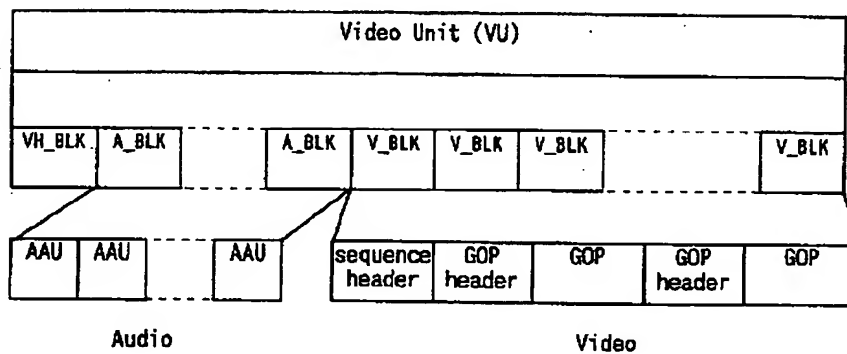 Video Unit (VU)
VH_BLK A_BLK A_BLK V_BLK V_BLK V_BLK V_BLK
AAU AAU AAU sequence header GOP header GOP GOP header GOP
Audio Video